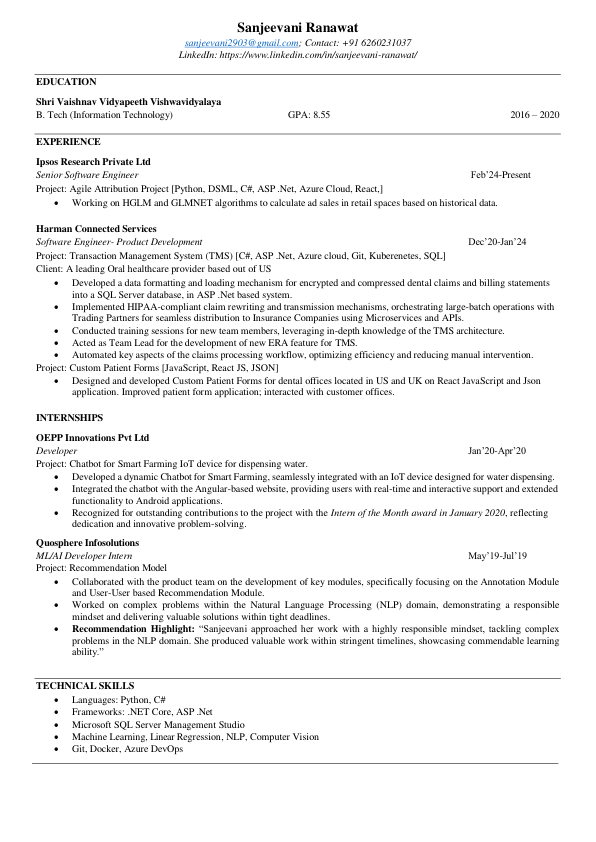 Sanjeevani Ranawat
sanjeevani2903@gmail.com; Contact: +91 6260231037
LinkedIn: https://www.linkedin.com/in/sanjeevani-ranawat/
EDUCATION
Shri Vaishnav Vidyapeeth Vishwavidyalaya
B. Tech (Information Technology) GPA: 8.55 2016 – 2020
EXPERIENCE
Ipsos Research Private Ltd
Senior Software Engineer Feb’24-Present
Project: Agile Attribution Project [Python, DSML, C#, ASP .Net, Azure Cloud, React,]
• Working on HGLM and GLMNET algorithms to calculate ad sales in retail spaces based on historical data.
Harman Connected Services
Software Engineer- Product Development Dec’20-Jan’24
Project: Transaction Management System (TMS) [C#, ASP .Net, Azure cloud, Git, Kuberenetes, SQL]
Client: A leading Oral healthcare provider based out of US
• Developed a data formatting and loading mechanism for encrypted and compressed dental claims and billing statements
into a SQL Server database, in ASP .Net based system.
• Implemented HIPAA-compliant claim rewriting and transmission mechanisms, orchestrating large-batch operations with
Trading Partners for seamless distribution to Insurance Companies using Microservices and APIs.
• Conducted training sessions for new team members, leveraging in-depth knowledge of the TMS architecture.
• Acted as Team Lead for the development of new ERA feature for TMS.
• Automated key aspects of the claims processing workflow, optimizing efficiency and reducing manual intervention.
Project: Custom Patient Forms [JavaScript, React JS, JSON]
• Designed and developed Custom Patient Forms for dental offices located in US and UK on React JavaScript and Json
application. Improved patient form application; interacted with customer offices.
INTERNSHIPS
OEPP Innovations Pvt Ltd
Developer Jan’20-Apr’20
Project: Chatbot for Smart Farming IoT device for dispensing water.
• Developed a dynamic Chatbot for Smart Farming, seamlessly integrated with an IoT device designed for water dispensing.
• Integrated the chatbot with the Angular-based website, providing users with real-time and interactive support and extended
functionality to Android applications.
• Recognized for outstanding contributions to the project with the Intern of the Month award in January 2020, reflecting
dedication and innovative problem-solving.
Quosphere Infosolutions
ML/AI Developer Intern May’19-Jul’19
Project: Recommendation Model
• Collaborated with the product team on the development of key modules, specifically focusing on the Annotation Module
and User-User based Recommendation Module.
• Worked on complex problems within the Natural Language Processing (NLP) domain, demonstrating a responsible
mindset and delivering valuable solutions within tight deadlines.
• Recommendation Highlight: “Sanjeevani approached her work with a highly responsible mindset, tackling complex
problems in the NLP domain. She produced valuable work within stringent timelines, showcasing commendable learning
ability.”
TECHNICAL SKILLS
• Languages: Python, C#
• Frameworks: .NET Core, ASP .Net
• Microsoft SQL Server Management Studio
• Machine Learning, Linear Regression, NLP, Computer Vision
• Git, Docker, Azure DevOps